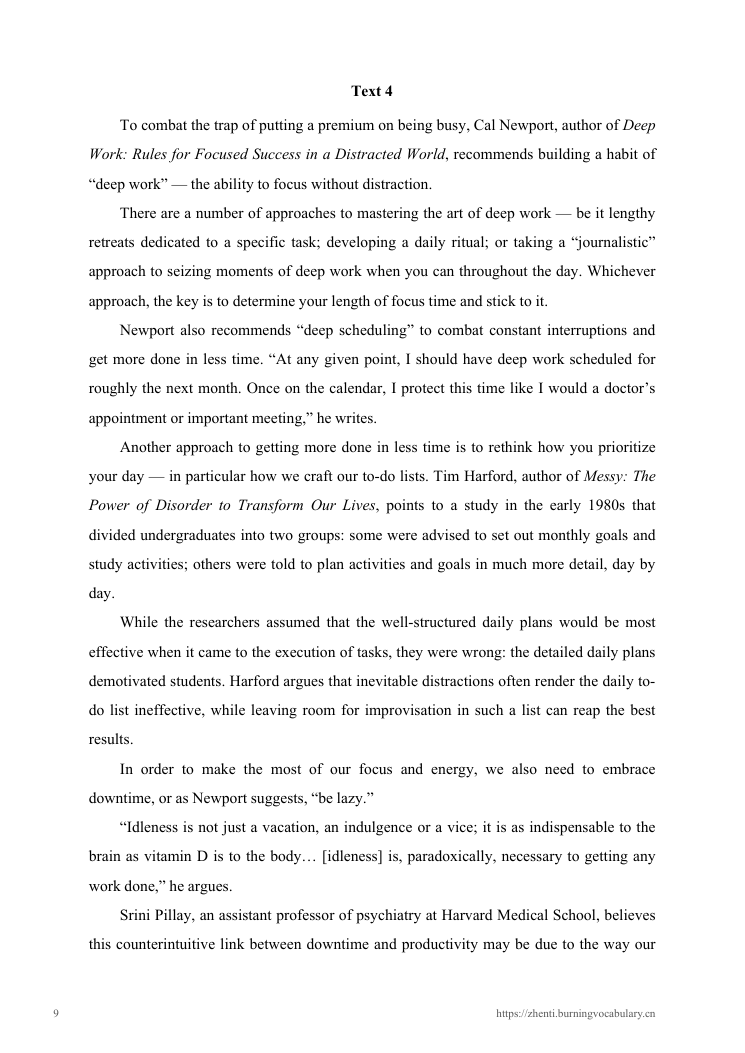 Text 4
To combat the trap of putting a premium on being busy, Cal Newport, author of Deep
Work: Rules for Focused Success in a Distracted World, recommends building a habit of
“deep work” — the ability to focus without distraction.
There are a number of approaches to mastering the art of deep work — be it lengthy
retreats dedicated to a specific task; developing a daily ritual; or taking a “journalistic”
approach to seizing moments of deep work when you can throughout the day. Whichever
approach, the key is to determine your length of focus time and stick to it.
Newport also recommends “deep scheduling” to combat constant interruptions and
get more done in less time. “At any given point, I should have deep work scheduled for
roughly the next month. Once on the calendar, I protect this time like I would a doctor’s
appointment or important meeting,” he writes.
Another approach to getting more done in less time is to rethink how you prioritize
your day — in particular how we craft our to-do lists. Tim Harford, author of Messy: The
Power of Disorder to Transform Our Lives, points to a study in the early 1980s that
divided undergraduates into two groups: some were advised to set out monthly goals and
study activities; others were told to plan activities and goals in much more detail, day by
day.
While the researchers assumed that the well-structured daily plans would be most
effective when it came to the execution of tasks, they were wrong: the detailed daily plans
demotivated students. Harford argues that inevitable distractions often render the daily to-
do list ineffective, while leaving room for improvisation in such a list can reap the best
results.
In order to make the most of our focus and energy, we also need to embrace
downtime, or as Newport suggests, “be lazy.”
“Idleness is not just a vacation, an indulgence or a vice; it is as indispensable to the
brain as vitamin D is to the body… [idleness] is, paradoxically, necessary to getting any
work done,” he argues.
Srini Pillay, an assistant professor of psychiatry at Harvard Medical School, believes
this counterintuitive link between downtime and productivity may be due to the way our
9
https://zhenti.burningvocabulary.cn